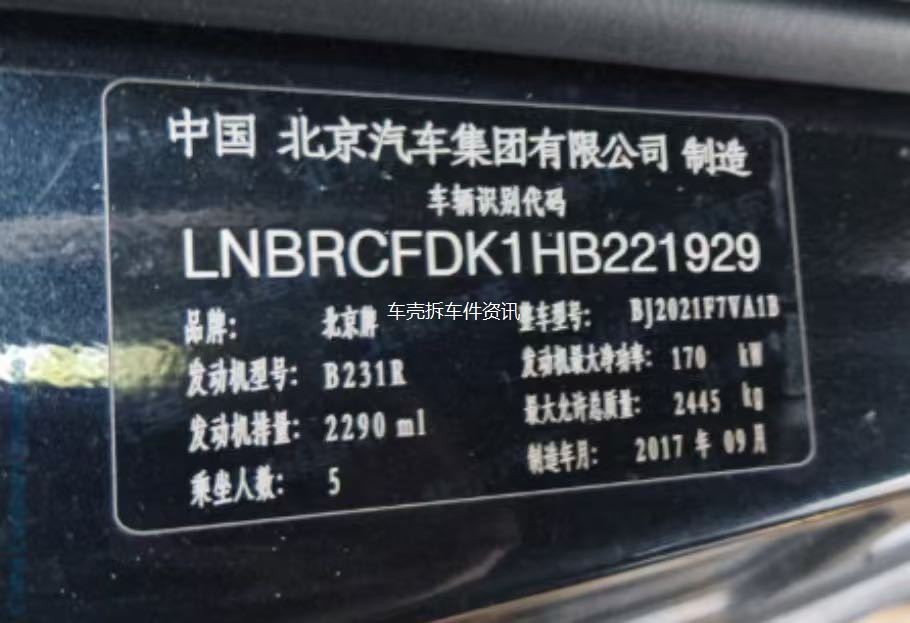 中国 北京汽车集团有限公司 制造
车辆识别代码
LNBRCFDK1HB221929
品牌: 北京牌 整车型号: BJ2021F7VA1B
车壳拆车件资讯
发动机型号: B231R 发动机最大净功率: 170 kW
发动机排量: 2290 ml 最大允许总质量: 2445 kg
乘坐人数: 5 制造年月: 2017 年 09 月